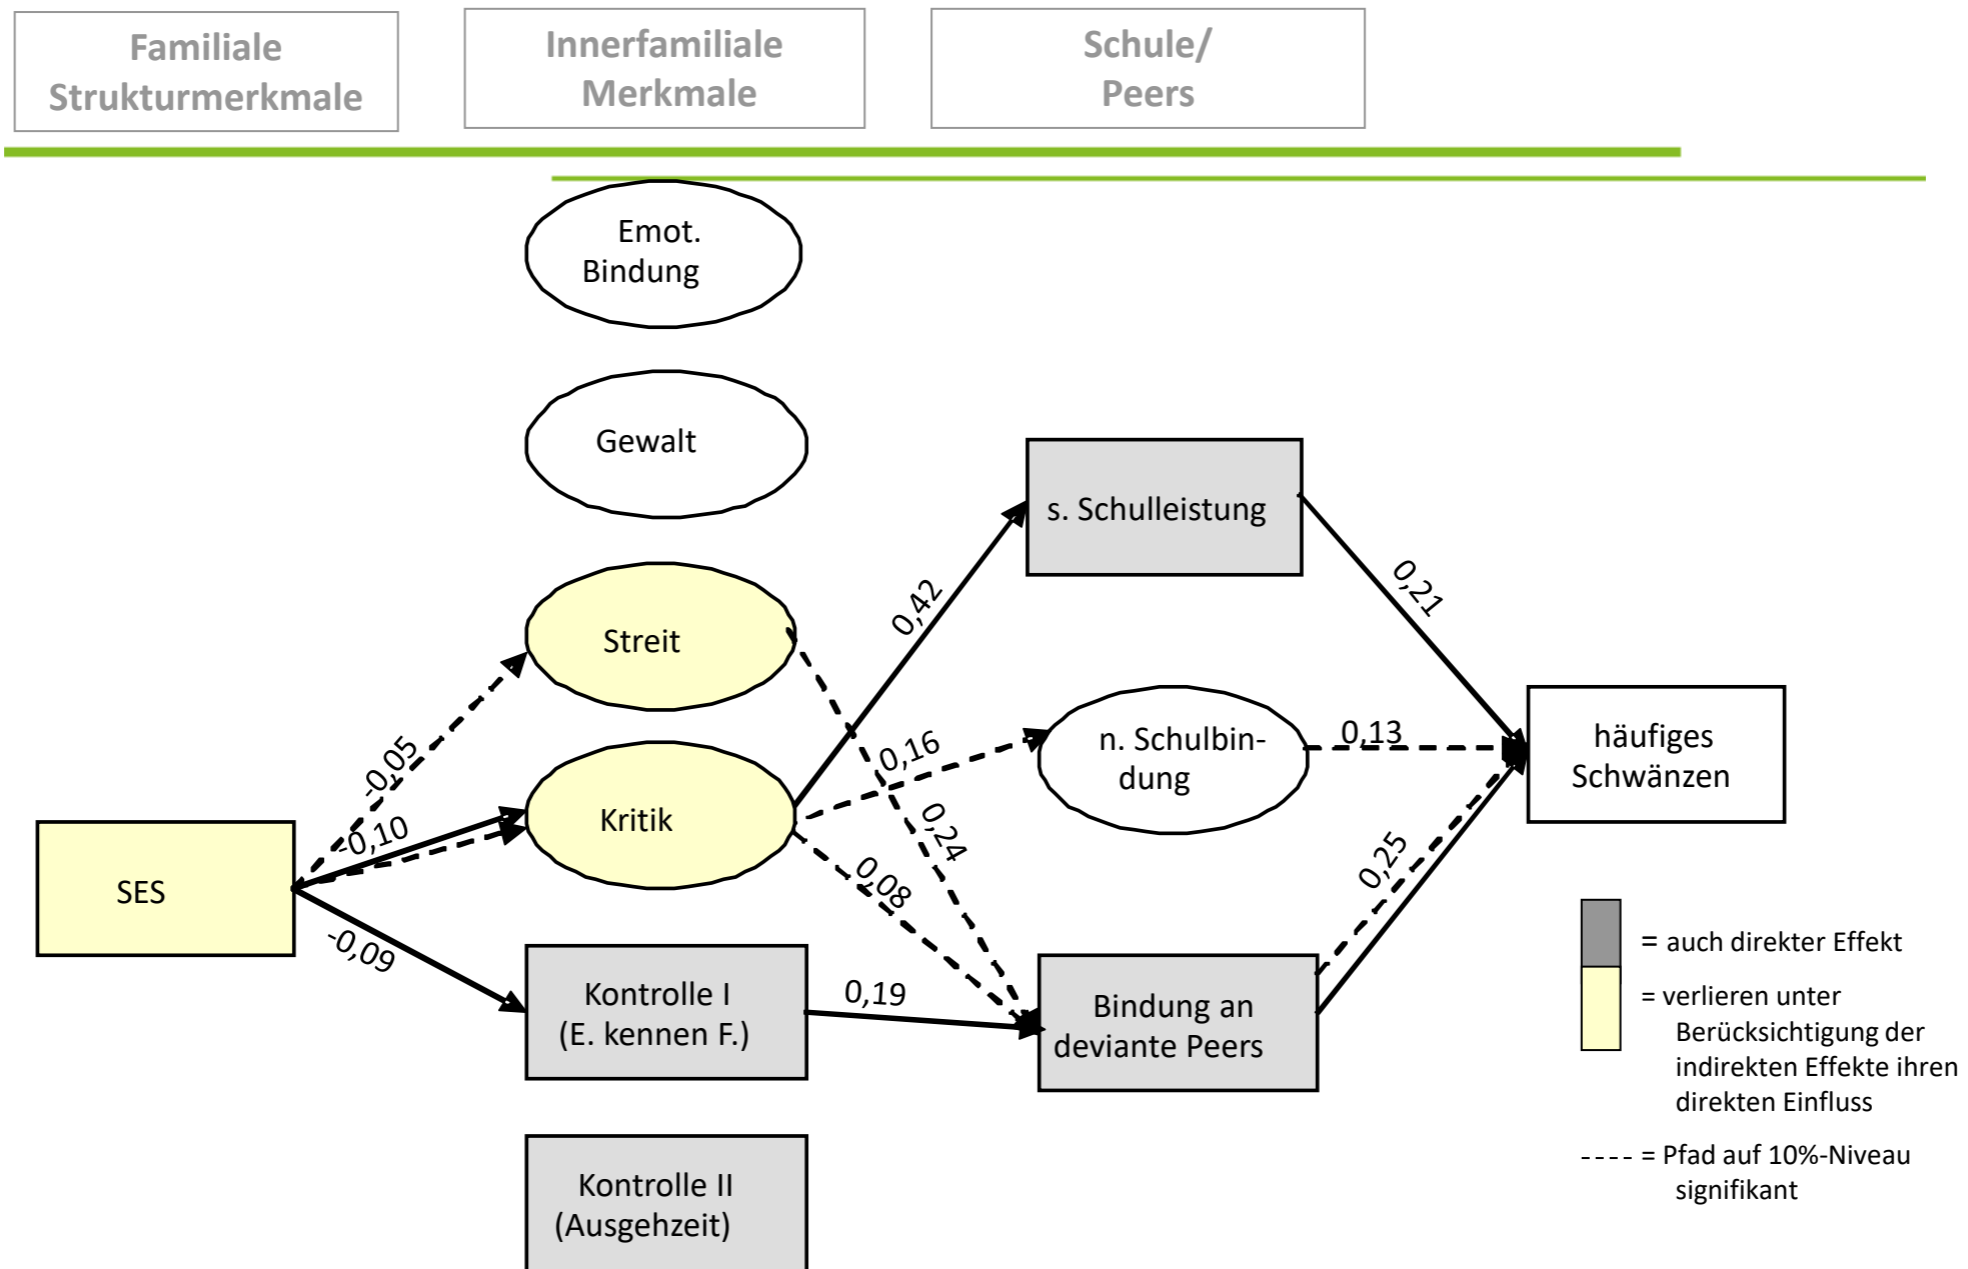 Familiale
Strukturmerkmale
Innerfamiliale
Merkmale
Schule/
Peers
Emot.
Bindung
Gewalt
Streit
Kritik
Kontrolle I
(E. kennen F.)
Kontrolle II
(Ausgehzeit)
SES
-0,05
-0,10
-0,09
0,42
0,16
0,24
0,08
0,19
s. Schulleistung
n. Schulbin-
dung
Bindung an
deviante Peers
0,21
0,13
0,25
häufiges
Schwänzen
= auch direkter Effekt
= verlieren unter
Berücksichtigung der
indirekten Effekte ihren
direkten Einfluss
---- = Pfad auf 10%-Niveau
signifikant